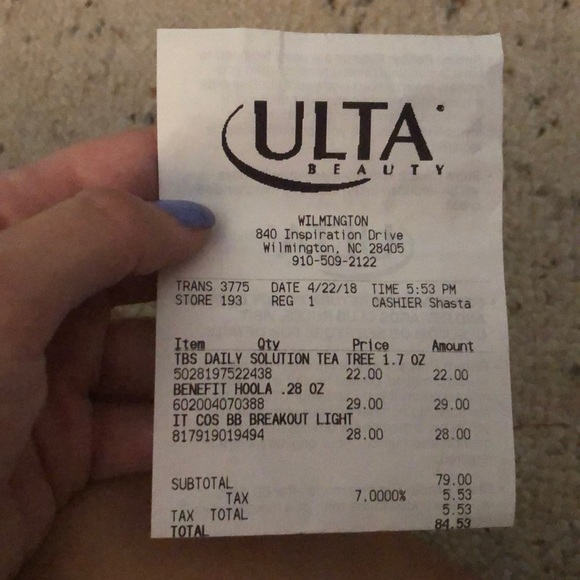 ULTA
BEAUTY
WILMINGTON
840 Inspiration Drive
Wilmington, NC 28405
910-509-2122
TRANS 3775 DATE 4/22/18 TIME 5:53 PM
STORE 193 REG 1 CASHIER Shasta
Item Qty Price Amount
TBS DAILY SOLUTION TEA TREE 1.7 OZ
5028197522438 22.00 22.00
BENEFIT HOOLA .28 OZ
602004070388 29.00 29.00
IT COS BB BREAKOUT LIGHT
817919019494 28.00 28.00
SUBTOTAL 79.00
TAX 7.0000% 5.53
TAX TOTAL 5.53
TOTAL 84.53